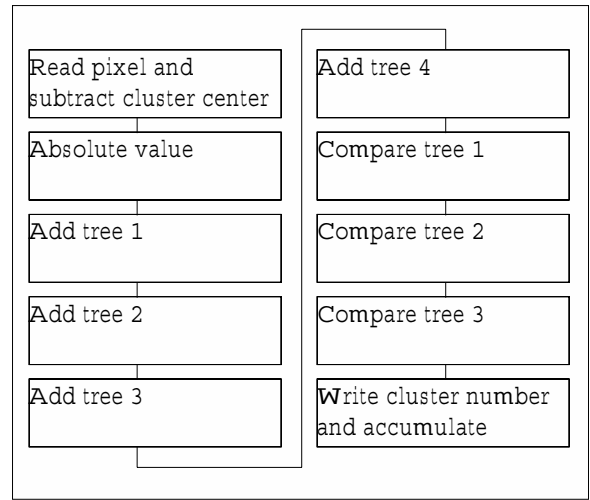 Read pixel and
subtract cluster center
Absolute value
Add tree 1
Add tree 2
Add tree 3
Add tree 4
Compare tree 1
Compare tree 2
Compare tree 3
Write cluster number
and accumulate